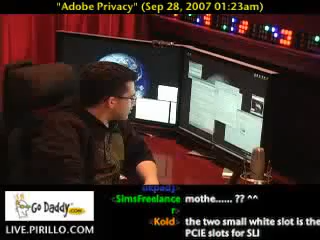 "Adobe Privacy" (Sep 28, 2007 01:23am)
Go Daddy.com
LIVE.PIRILLO.COM
<SimsFreelance
r>
mothe...... ?? ^^
<Kold>
the two small white slot is the
PCIE slots for SLI